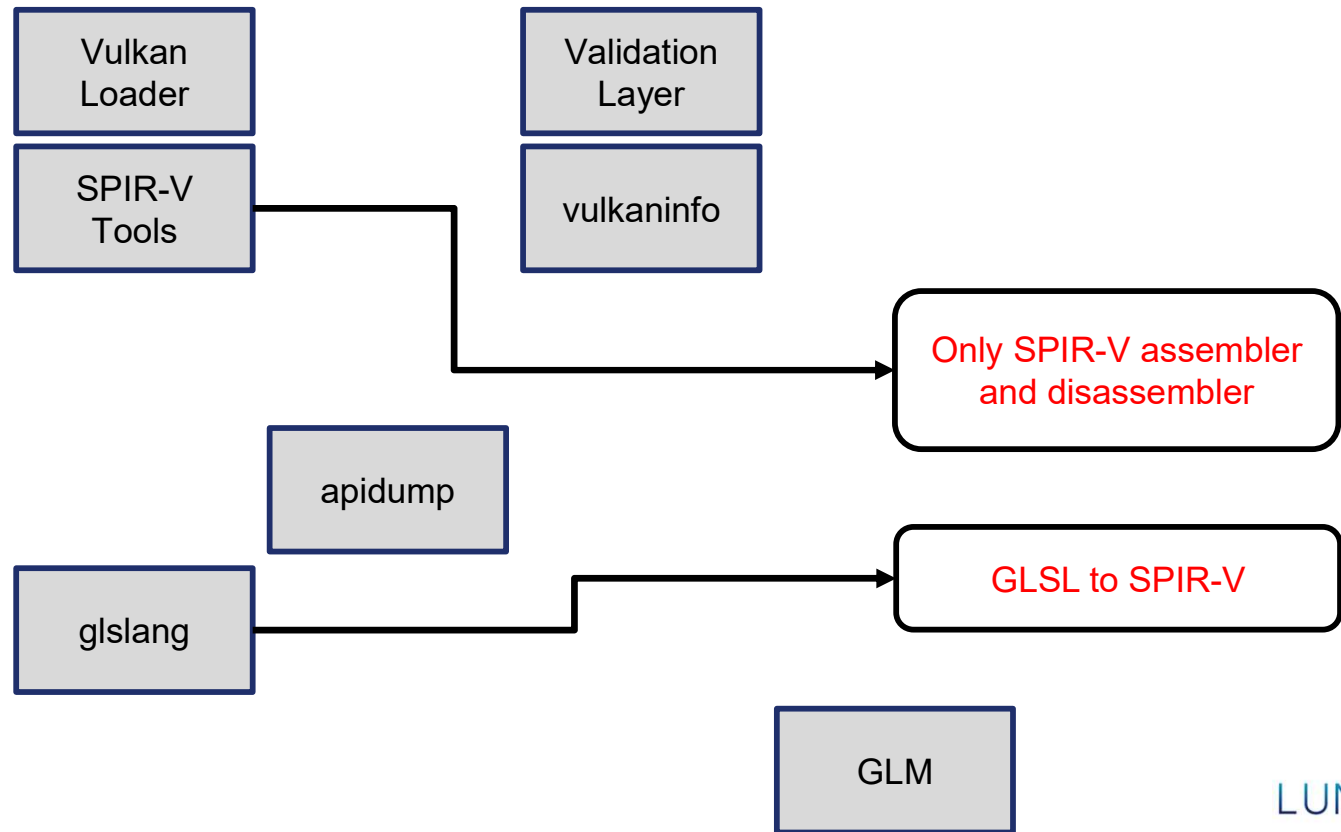 Vulkan
Loader
Validation
Layer
SPIR-V
Tools
vulkaninfo
Only SPIR-V assembler
and disassembler
apidump
GLSL to SPIR-V
glslang
GLM